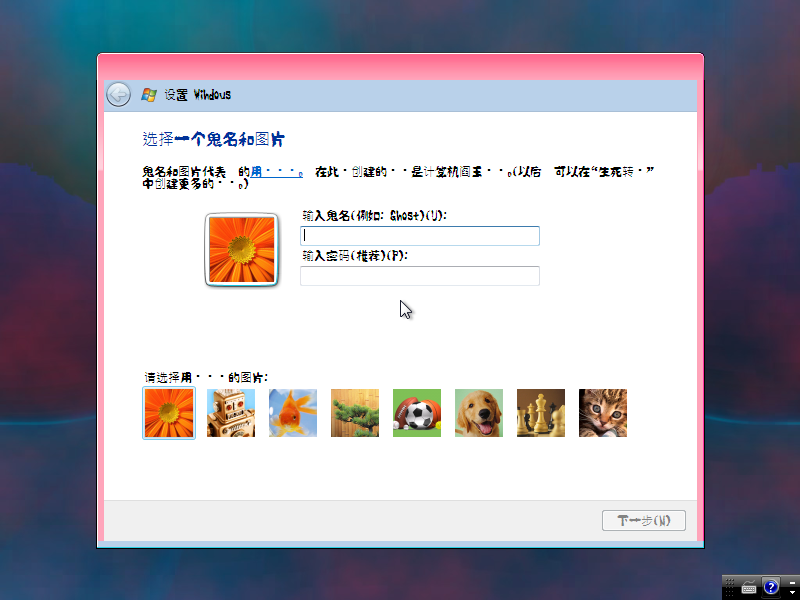 设置 Windows
选择一个鬼名和图片
鬼名和图片代表 的用···。 在此·创建的··是计算机阎王··。(以后 可以在“生死转·”
中创建更多的··。)
输入鬼名(例如: Ghost)(U):
输入密码(推荐)(P):
请选择用···的图片:
下一步(N)